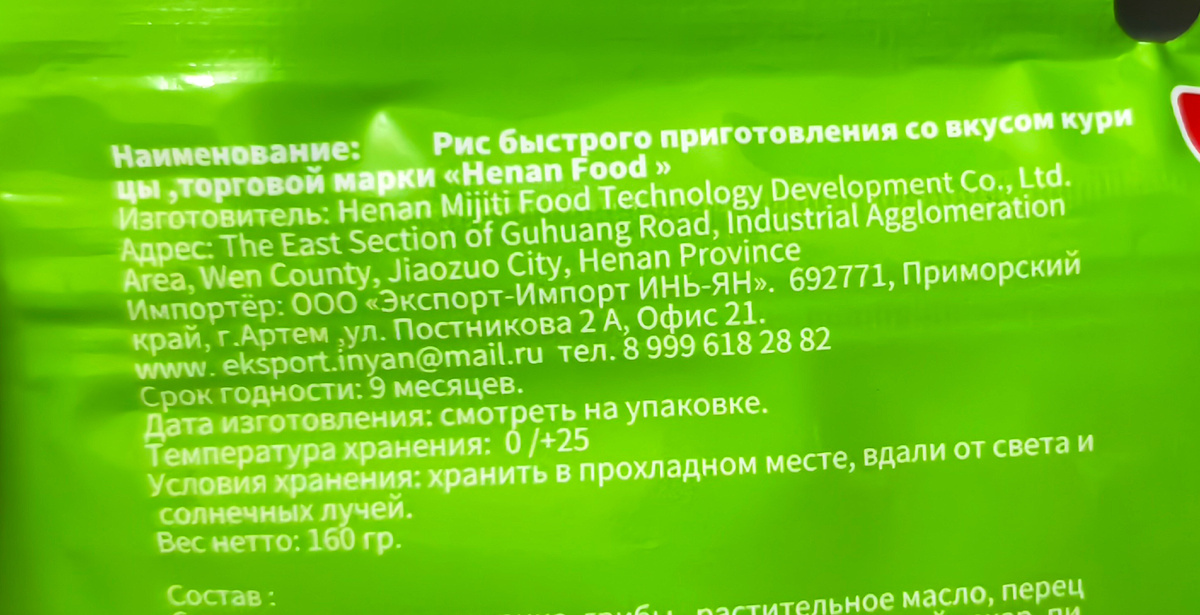 Наименование: Рис быстрого приготовления со вкусом кури
цы ,торговой марки «Henan Food »
Изготовитель: Henan Mijiti Food Technology Development Co., Ltd.
Адрес: The East Section of Guhuang Road, Industrial Agglomeration
Area, Wen County, Jiaozuo City, Henan Province
Импортёр: ООО «Экспорт-Импорт ИНЬ-ЯН». 692771, Приморский
край, г.Артем ,ул. Постникова 2 А, Офис 21.
www. eksport.inyan@mail.ru тел. 8 999 618 28 82
Срок годности: 9 месяцев.
Дата изготовления: смотреть на упаковке.
Температура хранения: 0 /+25
Условия хранения: хранить в прохладном месте, вдали от света и
солнечных лучей.
Вес нетто: 160 гр.
Состав :
грибы, растительное масло, перец